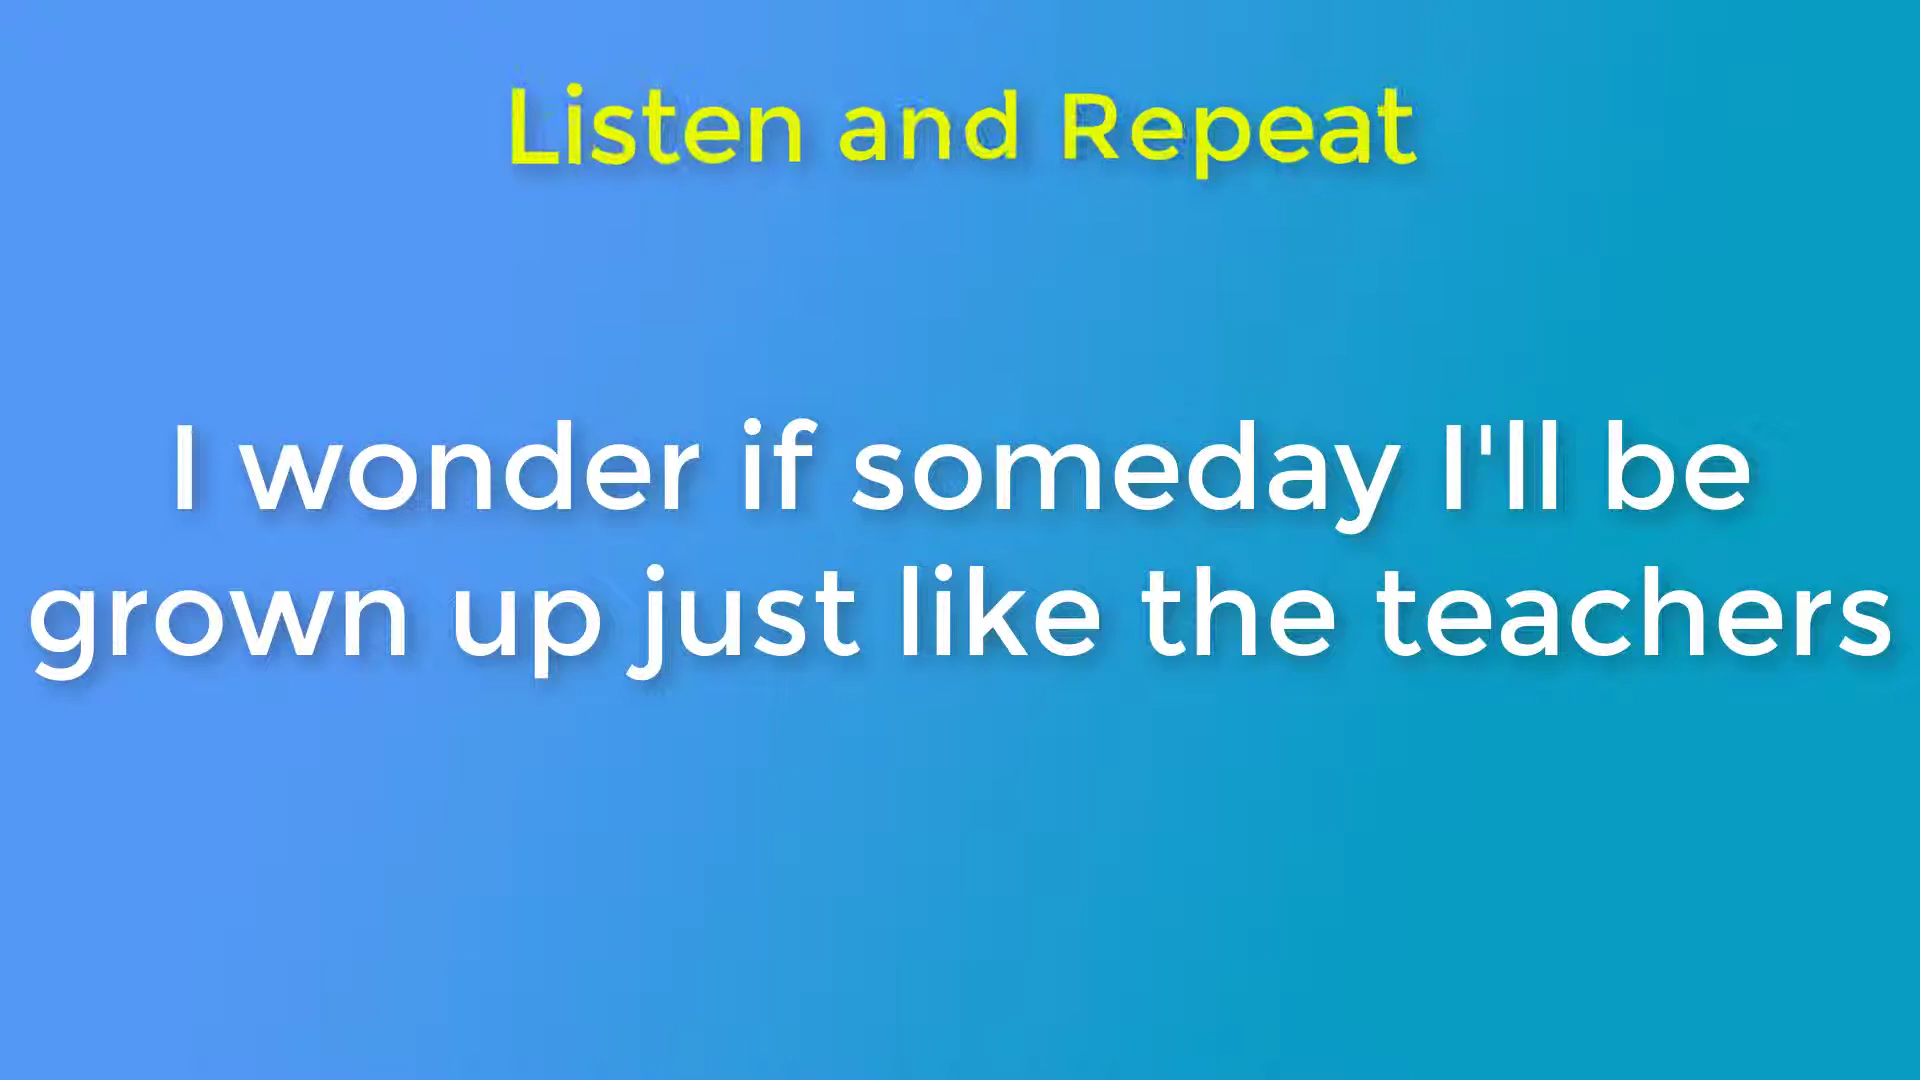 Listen and Repeat
I wonder if someday I'll be
grown up just like the teachers